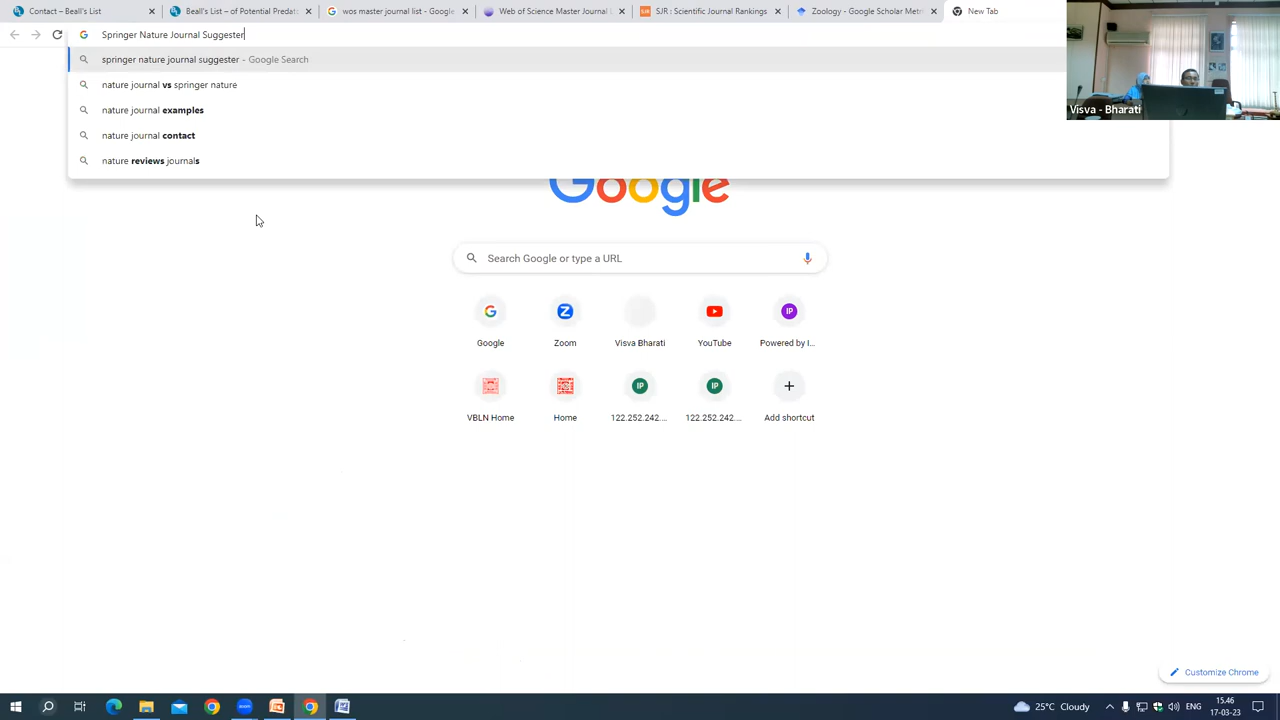 Contact – Beall's List
Beall's List – of Potential Predat
wos master journal list - Google
Web of Science Master Journal
SJR : Scientific Journal Rankings
Zoology - Google Scholar Metr
New Tab
Springer Nature Journal Suggester
springer nature journal suggester - Google Search
nature journal vs springer nature
nature journal examples
nature journal contact
nature reviews journals
Visva - Bharati
Google
Search Google or type a URL
Google
Zoom
Visva Bharati
YouTube
Powered by I...
VBLN Home
Home
122.252.242....
122.252.242....
Add shortcut
Customize Chrome
25°C Cloudy
ENG
15.46
17-03-23